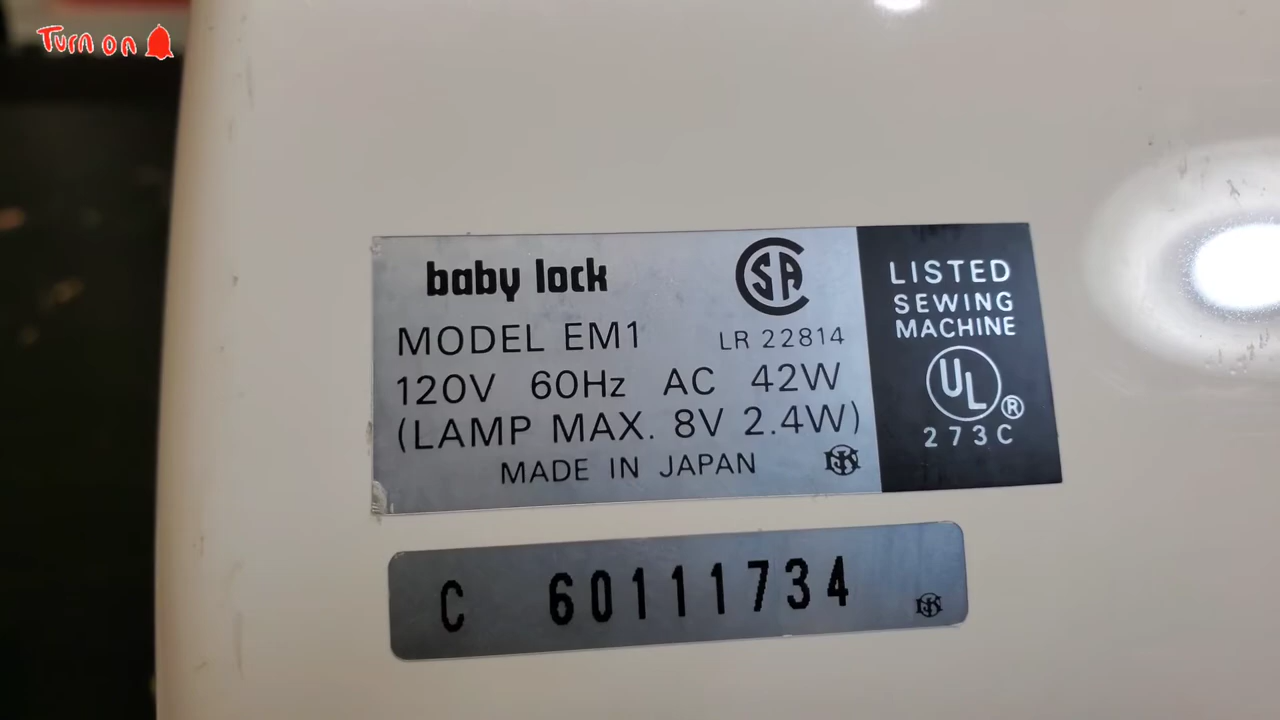 Turn on
baby lock
MODEL EM1
LR 22814
120V 60Hz AC 42W
(LAMP MAX. 8V 2.4W)
MADE IN JAPAN
LISTED
SEWING
MACHINE
UL®
273C
C 60111734